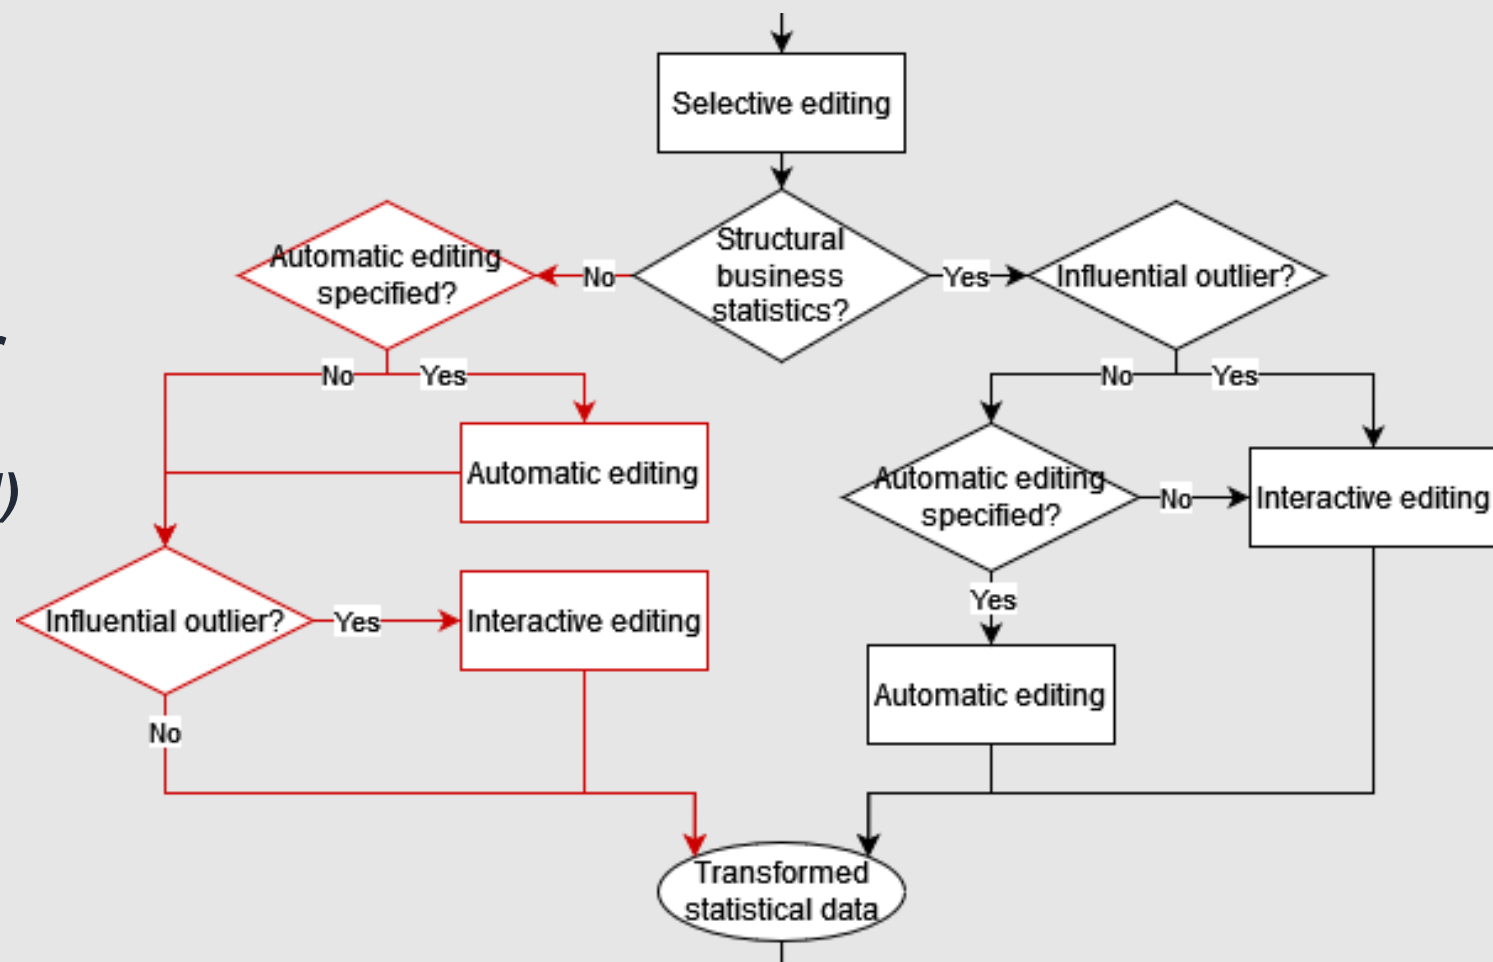 Selective editing
Structural
business
statistics?
No
Yes
Automatic editing
specified?
Influential outlier?
No
Yes
No
Yes
Automatic editing
Automatic editing
specified?
No
Interactive editing
)
Influential outlier?
Yes
Interactive editing
Yes
Automatic editing
No
Transformed
statistical data